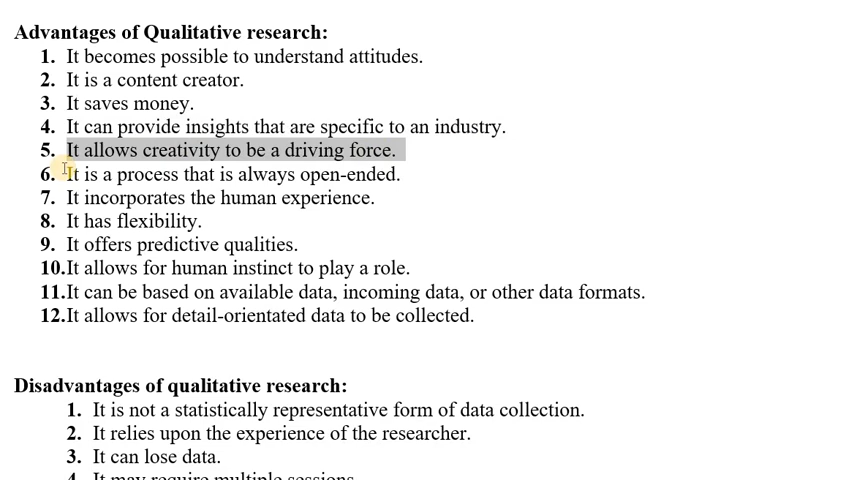 Advantages of Qualitative research:
1. It becomes possible to understand attitudes.
2. It is a content creator.
3. It saves money.
4. It can provide insights that are specific to an industry.
5. It allows creativity to be a driving force.
6. It is a process that is always open-ended.
7. It incorporates the human experience.
8. It has flexibility.
9. It offers predictive qualities.
10.It allows for human instinct to play a role.
11.It can be based on available data, incoming data, or other data formats.
12.It allows for detail-orientated data to be collected.
Disadvantages of qualitative research:
1. It is not a statistically representative form of data collection.
2. It relies upon the experience of the researcher.
3. It can lose data.
4. It may require multiple sessions.